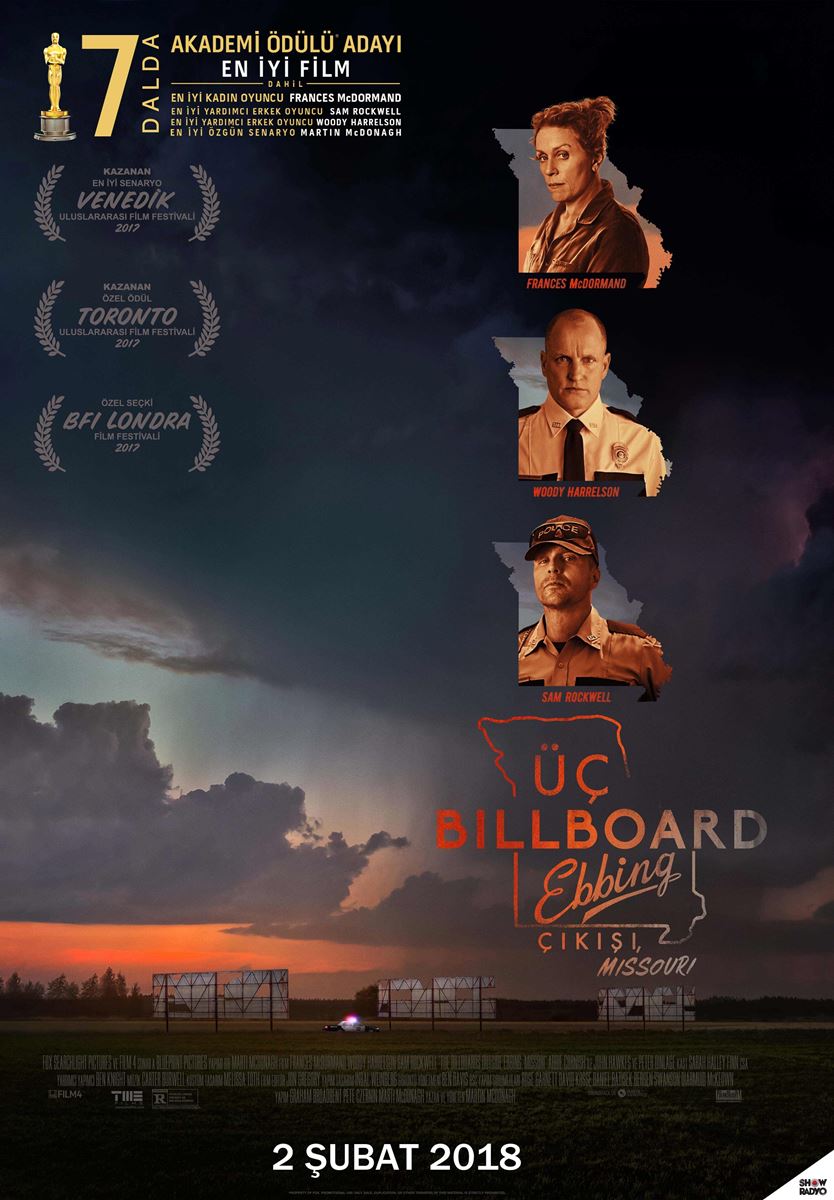 7 DALDA
AKADEMİ ÖDÜLÜ® ADAYI
EN İYİ FİLM
DAHİL
EN İYİ KADIN OYUNCU FRANCES McDORMAND
EN İYİ YARDIMCI ERKEK OYUNCU SAM ROCKWELL
EN İYİ YARDIMCI ERKEK OYUNCU WOODY HARRELSON
EN İYİ ÖZGÜN SENARYO MARTIN McDONAGH
KAZANAN
EN İYİ SENARYO
VENEDİK
ULUSLARARASI FİLM FESTİVALİ
2017
KAZANAN
ÖZEL ÖDÜL
TORONTO
ULUSLARARASI FİLM FESTİVALİ
2017
ÖZEL SEÇKİ
BFI LONDRA
FİLM FESTİVALİ
2017
FRANCES McDORMAND
WOODY HARRELSON
POLICE
SAM ROCKWELL
ÜÇ
BILLBOARD
Ebbing
ÇIKIŞI,
MISSOURI
FILM4
TME
R
2 ŞUBAT 2018
SHOW
RADYO